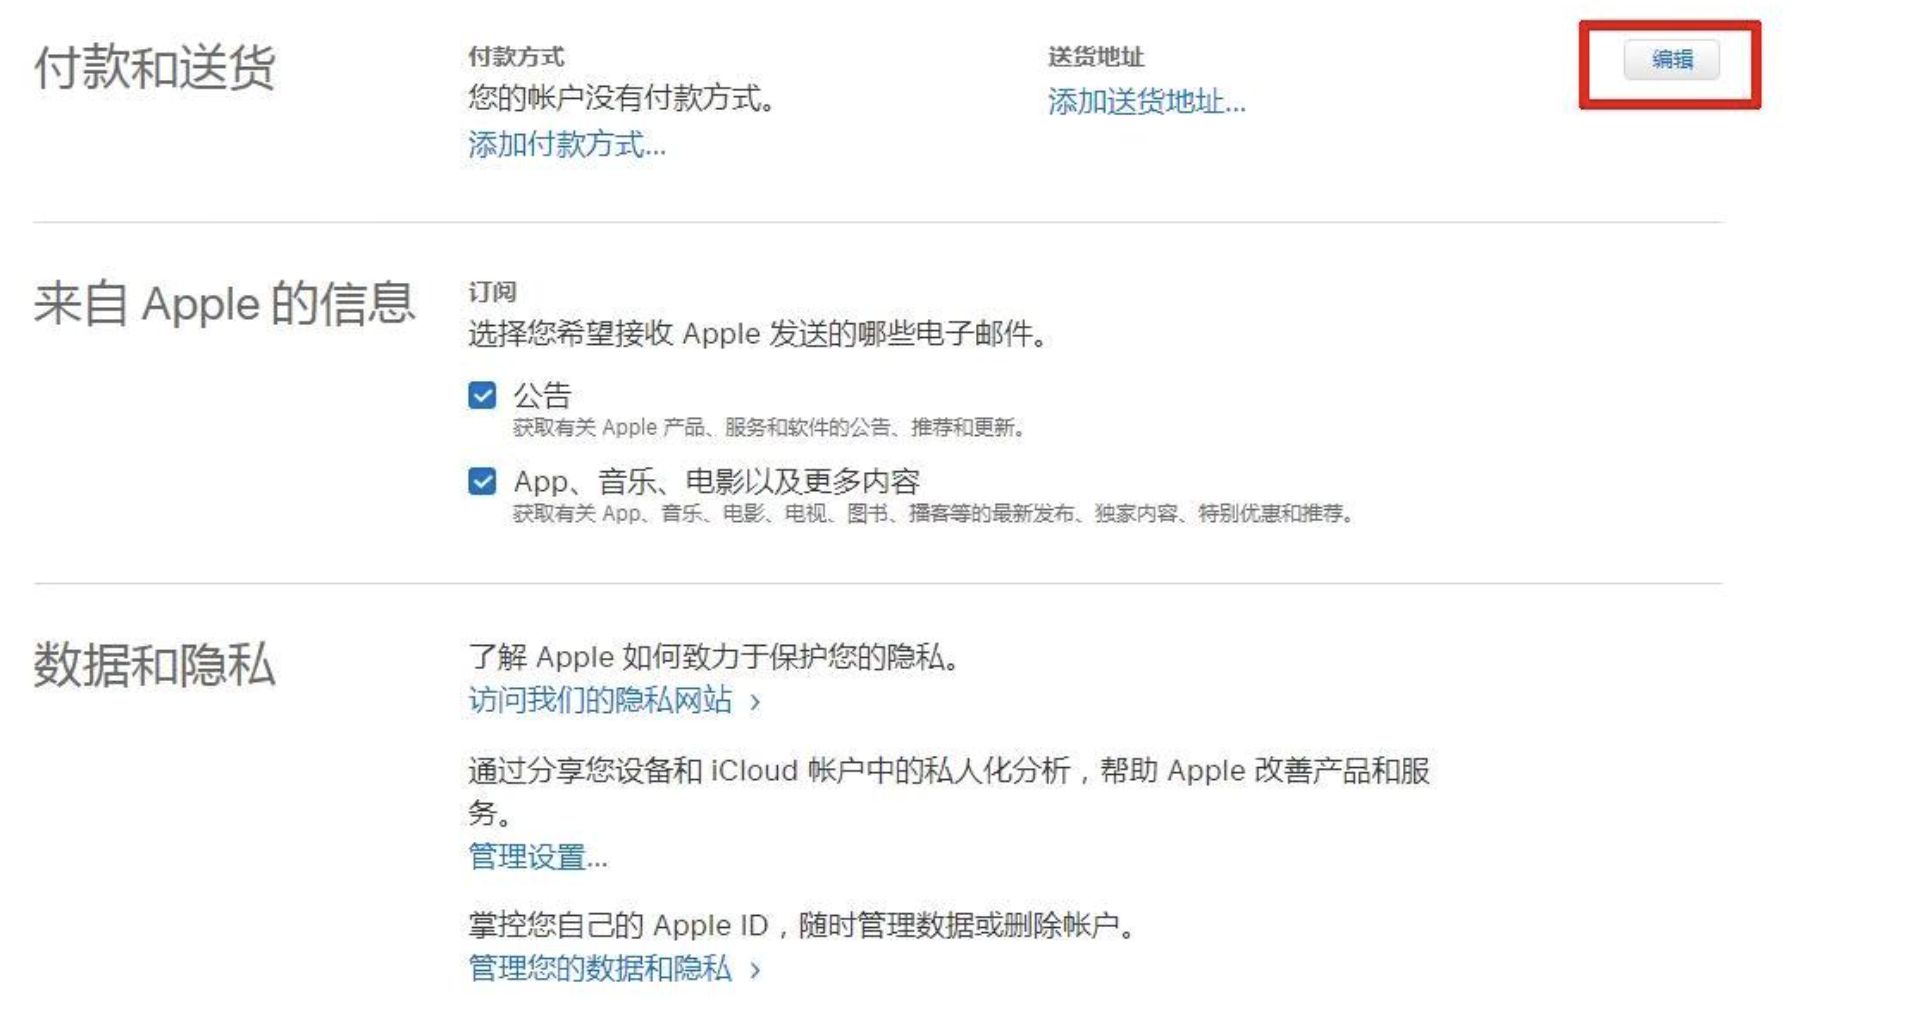 付款和送货
付款方式
您的帐户没有付款方式。
添加付款方式...
送货地址
添加送货地址...
编辑
来自 Apple 的信息
订阅
选择您希望接收 Apple 发送的哪些电子邮件。
公告
获取有关 Apple 产品、服务和软件的公告、推荐和更新。
App、音乐、电影以及更多内容
获取有关 App、音乐、电影、电视、图书、播客等的最新发布、独家内容、特别优惠和推荐。
数据和隐私
了解 Apple 如何致力于保护您的隐私。
访问我们的隐私网站 >
通过分享您设备和 iCloud 帐户中的私人化分析，帮助 Apple 改善产品和服
务。
管理设置...
掌控您自己的 Apple ID，随时管理数据或删除帐户。
管理您的数据和隐私 >